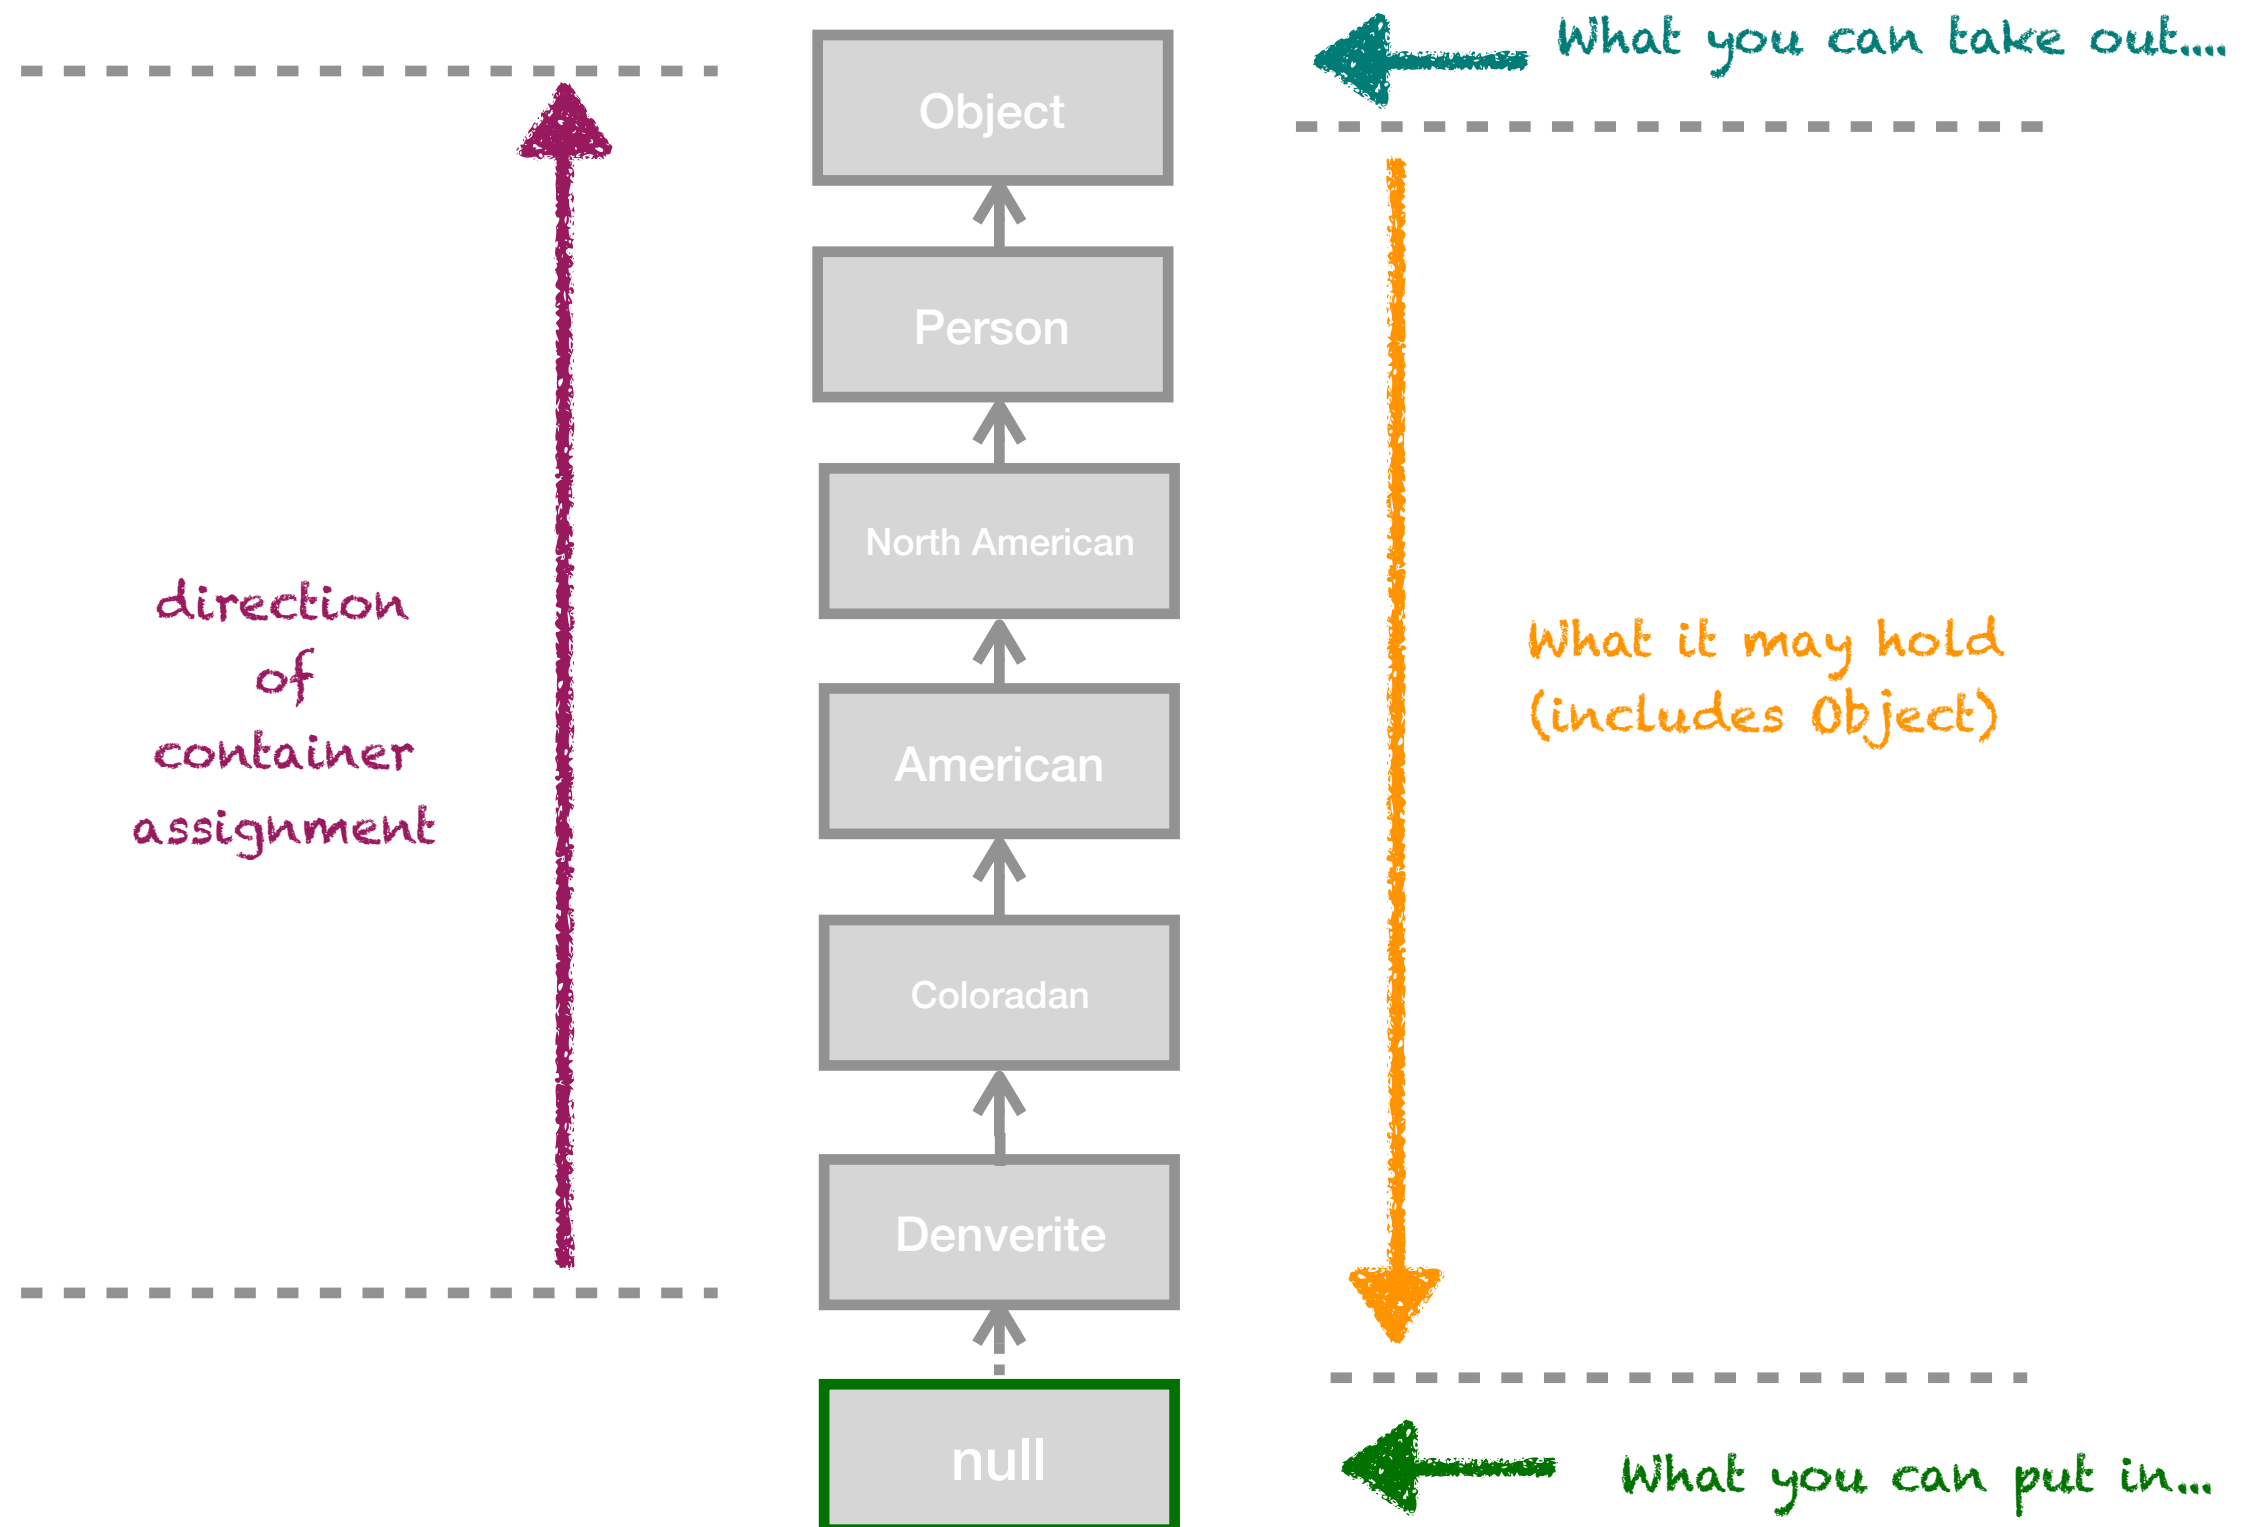 What you can take out....
Object
Person
North American
direction
of
container
assignment
What it may hold
(includes Object)
American
Coloradan
Denverite
null
What you can put in...